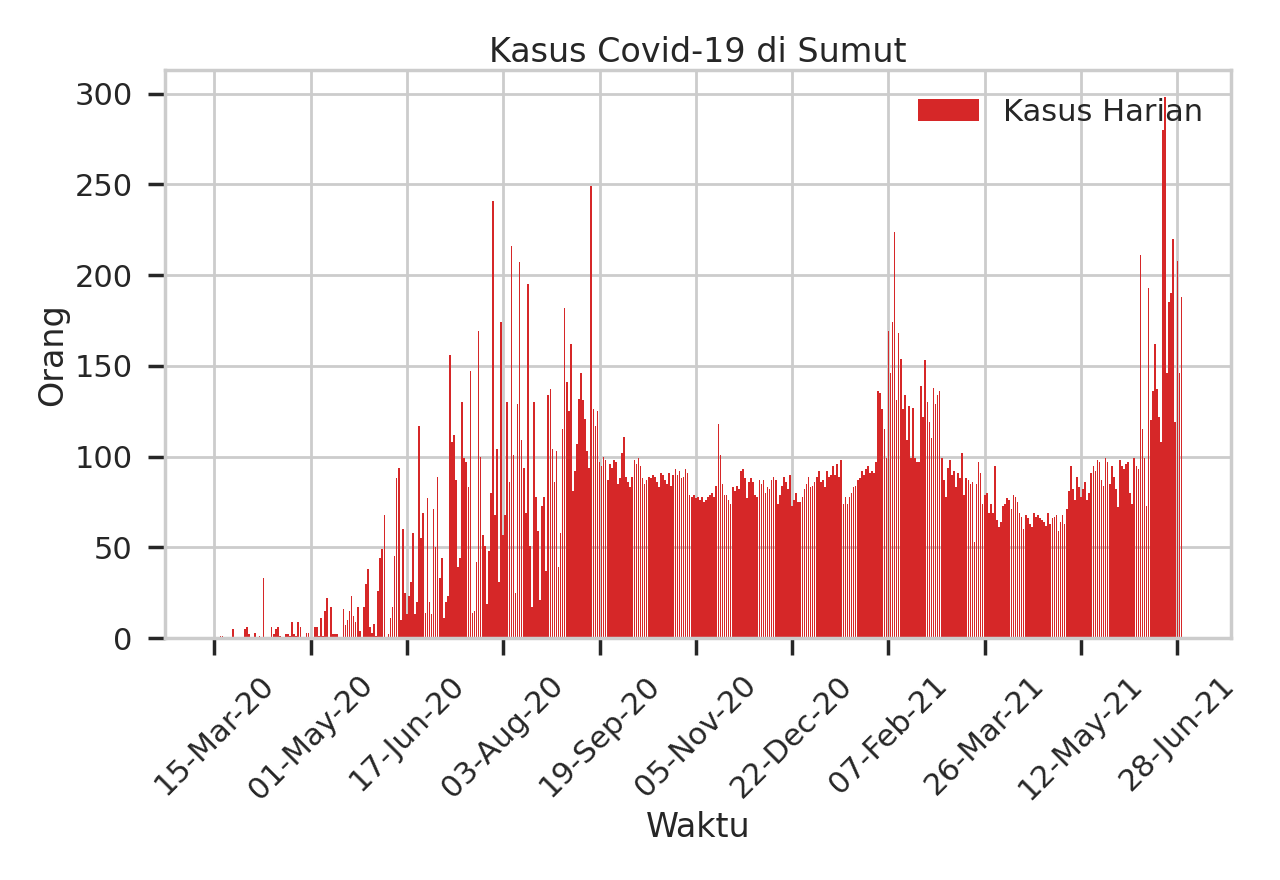 Kasus Covid-19 di Sumut
Kasus Harian
Orang
300
250
200
150
100
50
0
15-Mar-20
01-May-20
17-Jun-20
03-Aug-20
19-Sep-20
05-Nov-20
22-Dec-20
07-Feb-21
26-Mar-21
12-May-21
28-Jun-21
Waktu